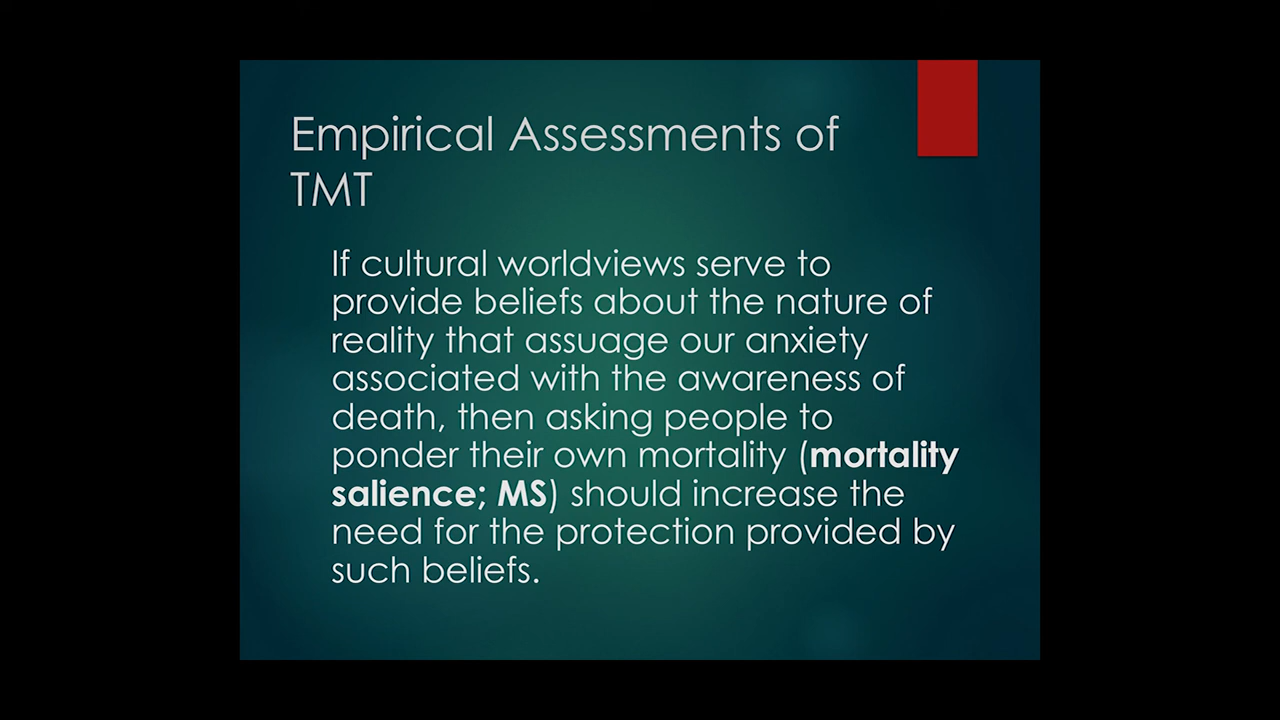 Empirical Assessments of
TMT
If cultural worldviews serve to
provide beliefs about the nature of
reality that assuage our anxiety
associated with the awareness of
death, then asking people to
ponder their own mortality (mortality
salience; MS) should increase the
need for the protection provided by
such beliefs.